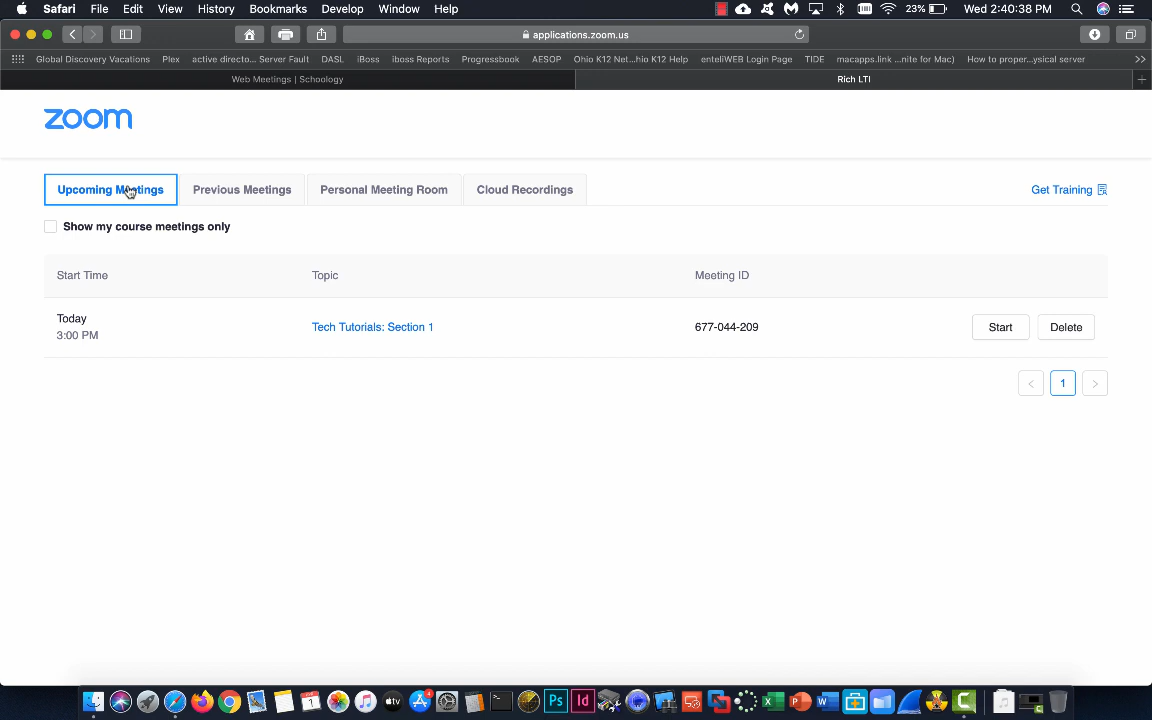 Safari File Edit View History Bookmarks Develop Window Help 23% Wed 2:40:38 PM
applications.zoom.us
Global Discovery Vacations Plex active directo... Server Fault DASL iBoss iboss Reports Progressbook AESOP Ohio K12 Net...hio K12 Help enteliWEB Login Page TIDE macapps.link ...nite for Mac) How to proper...ysical server
Web Meetings | Schoology Rich LTI
zoom
Upcoming Meetings Previous Meetings Personal Meeting Room Cloud Recordings Get Training
Show my course meetings only
Start Time Topic Meeting ID
Today
3:00 PM Tech Tutorials: Section 1 677-044-209 Start Delete
< 1 >
tv 4 Ps Id X P W C